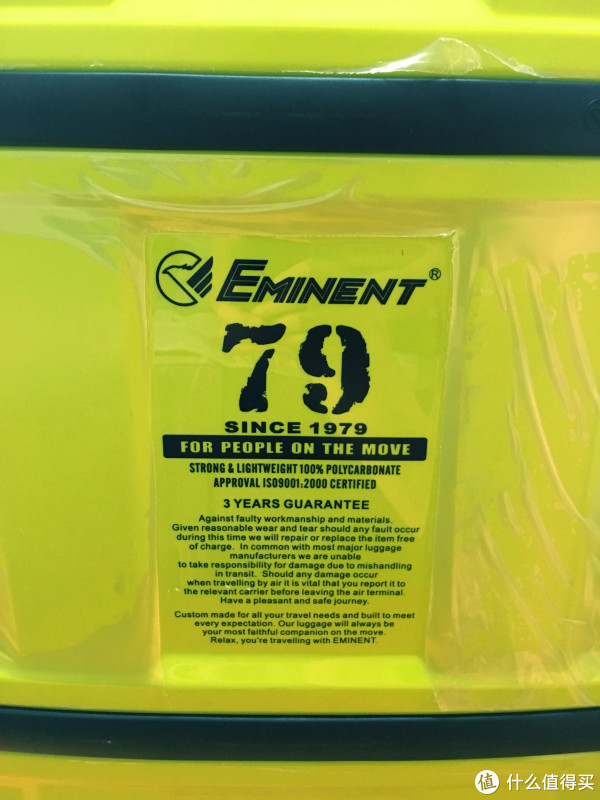 EMINENT®
79
SINCE 1979
FOR PEOPLE ON THE MOVE
STRONG & LIGHTWEIGHT 100% POLYCARBONATE
APPROVAL ISO9001:2000 CERTIFIED
3 YEARS GUARANTEE
Against faulty workmanship and materials.
Given reasonable wear and tear should any fault occur
during this time we will repair or replace the item free
of charge. In common with most major luggage
manufacturers we are unable
to take responsibility for damage due to mishandling
in transit. Should any damage occur
when travelling by air it is vital that you report it to
the relevant carrier before leaving the air terminal.
Have a pleasant and safe journey.
Custom made for all your travel needs and built to meet
every expectation. Our luggage will always be
your most faithful companion on the move.
Relax, you're travelling with EMINENT.
值 什么值得买